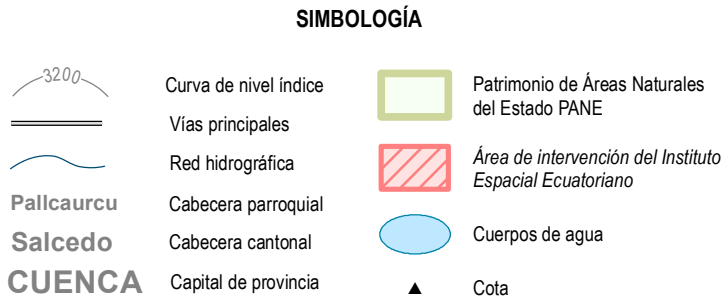 SIMBOLOGÍA
3200
Curva de nivel índice
Vías principales
Red hidrográfica
Pallcaurcu
Cabecera parroquial
Salcedo
Cabecera cantonal
CUENCA
Capital de provincia
Patrimonio de Áreas Naturales
del Estado PANE
Área de intervención del Instituto
Espacial Ecuatoriano
Cuerpos de agua
Cota